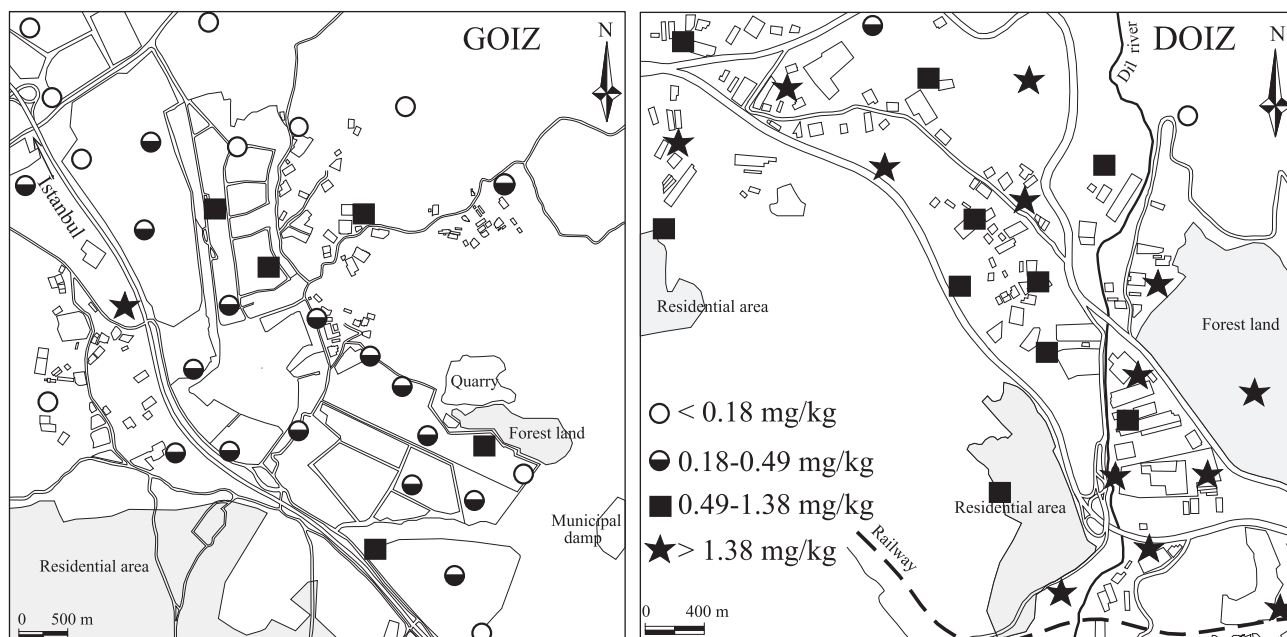 GOIZ
N
İstanbul
Quarry
Forest land
Municipal
damp
Residential area
0 500 m
DOIZ
N
Dil river
Residential area
Forest land
< 0.18 mg/kg
0.18-0.49 mg/kg
0.49-1.38 mg/kg
> 1.38 mg/kg
Residential area
Railway
0 400 m